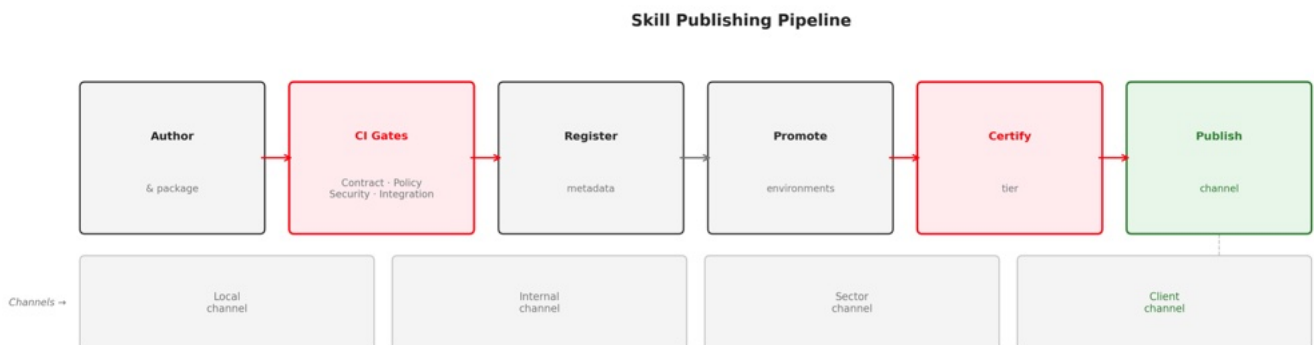 Skill Publishing Pipeline
Author
& package
CI Gates
Contract · Policy
Security · Integration
Register
metadata
Promote
environments
Certify
tier
Publish
channel
Channels →
Local
channel
Internal
channel
Sector
channel
Client
channel